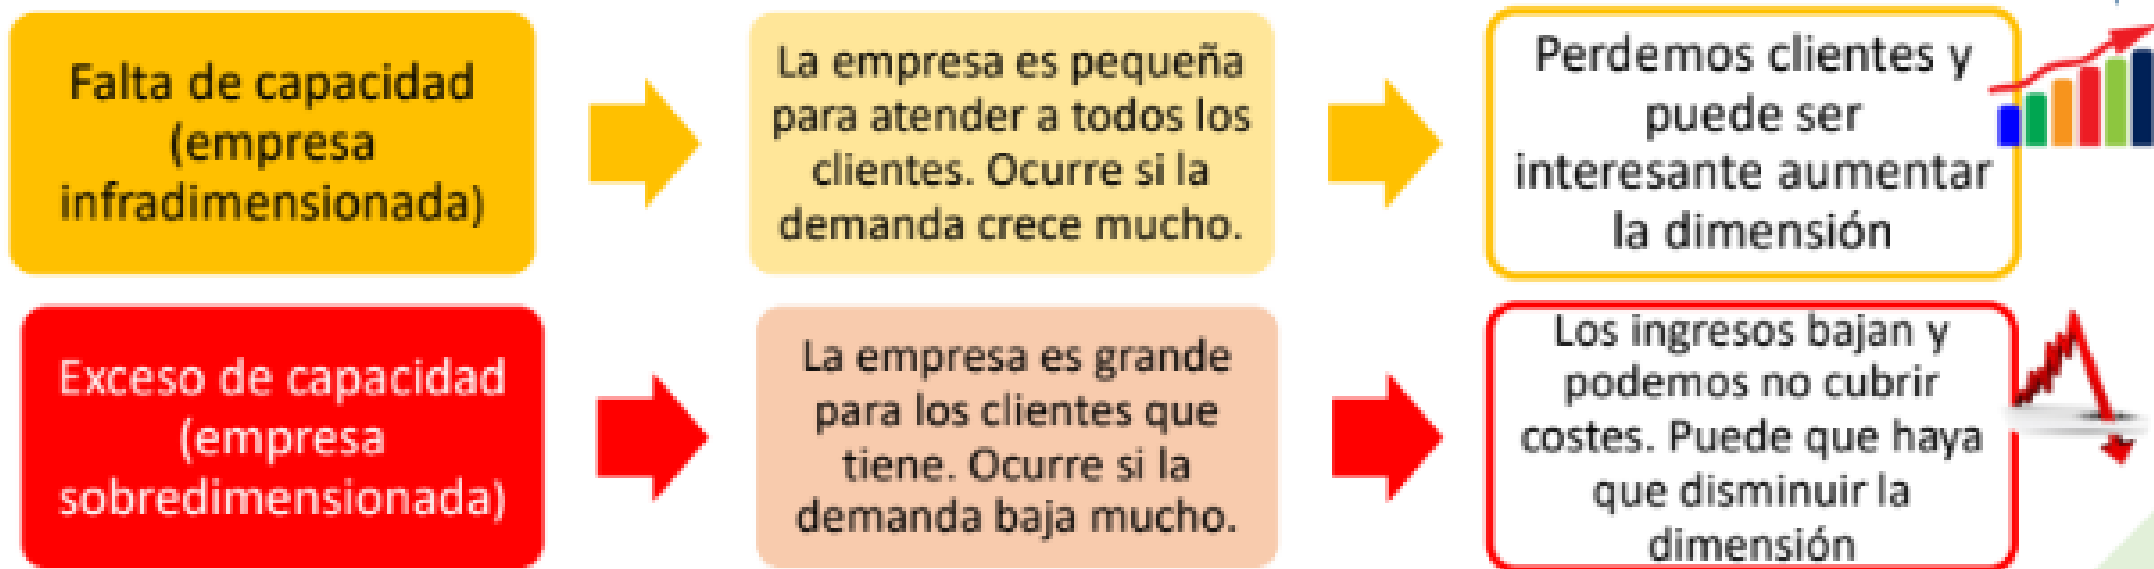 Falta de capacidad
(empresa
infradimensionada)
La empresa es pequeña
para atender a todos los
clientes. Ocurre si la
demanda crece mucho.
Perdemos clientes y
puede ser
interesante aumentar
la dimensión
Exceso de capacidad
(empresa
sobredimensionada)
La empresa es grande
para los clientes que
tiene. Ocurre si la
demanda baja mucho.
Los ingresos bajan y
podemos no cubrir
costes. Puede que haya
que disminuir la
dimensión